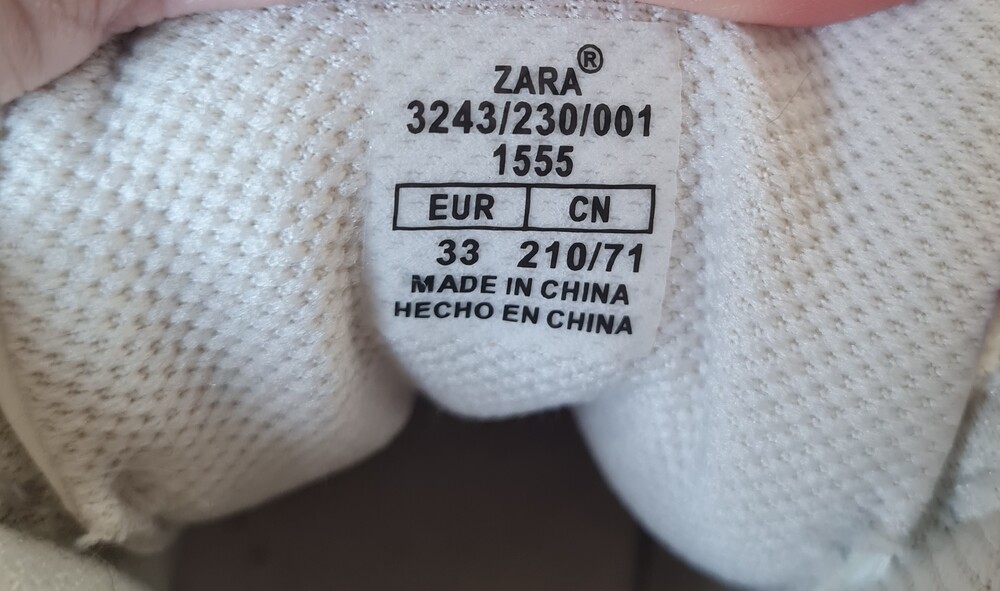 ZARA®
3243/230/001
1555
EUR CN
33 210/71
MADE IN CHINA
HECHO EN CHINA